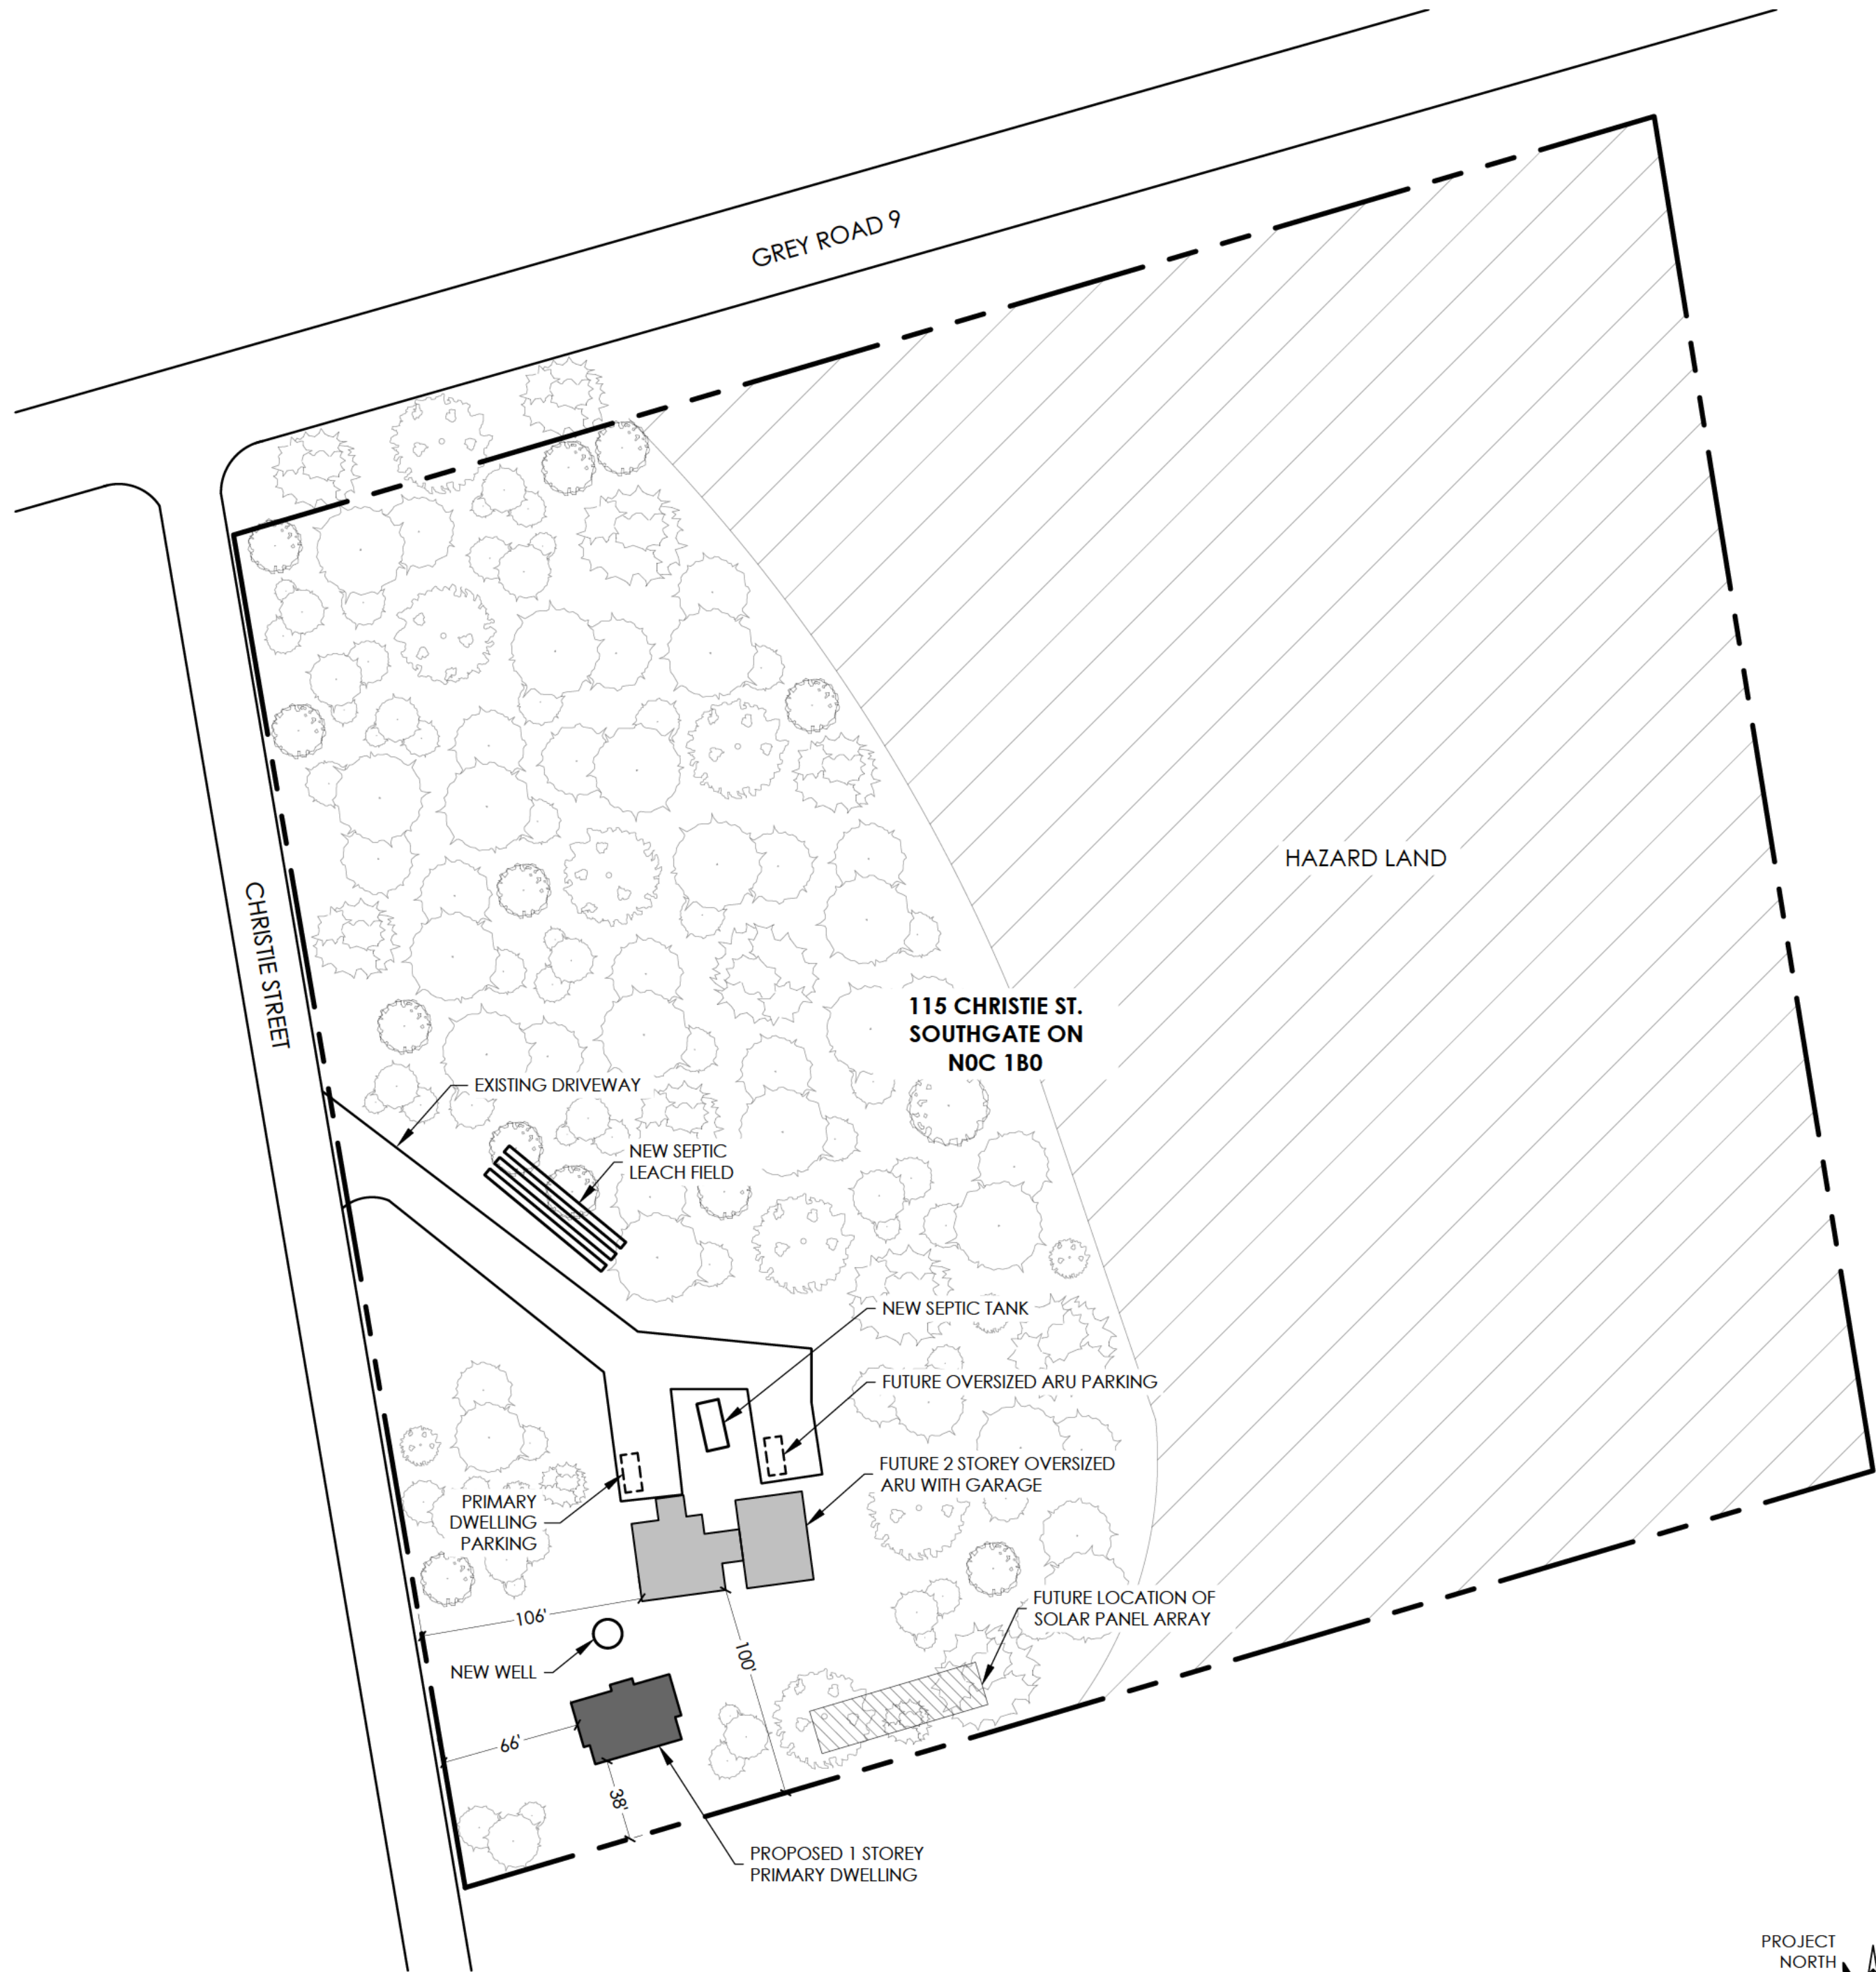 GREY ROAD 9
HAZARD LAND
CHRISTIE STREET
115 CHRISTIE ST.
SOUTHGATE ON
N0C 1B0
EXISTING DRIVEWAY
NEW SEPTIC
LEACH FIELD
NEW SEPTIC TANK
FUTURE OVERSIZED ARU PARKING
FUTURE 2 STOREY OVERSIZED
ARU WITH GARAGE
PRIMARY
DWELLING
PARKING
FUTURE LOCATION OF
SOLAR PANEL ARRAY
106'
100'
NEW WELL
66'
38'
PROPOSED 1 STOREY
PRIMARY DWELLING
PROJECT
NORTH